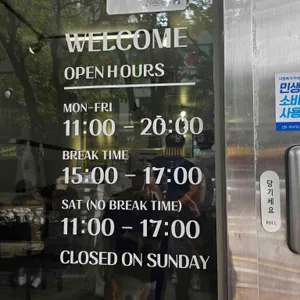 WELCOME
OPEN HOURS
MON-FRI
11:00 - 20:00
BREAK TIME
15:00 - 17:00
SAT (NO BREAK TIME)
11:00 - 17:00
CLOSED ON SUNDAY
민생
소비
사용
당기세요
PULL